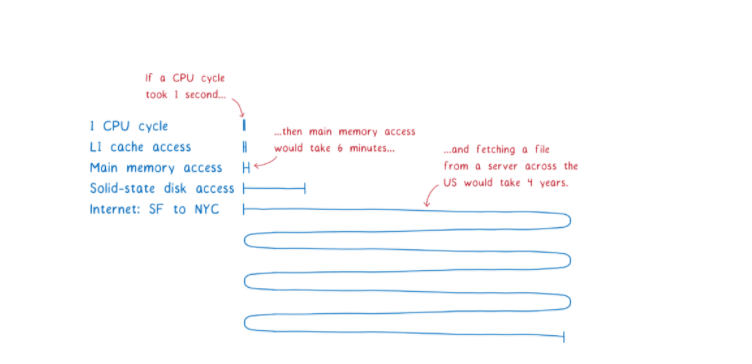 If a CPU cycle
took 1 second...
1 CPU cycle
L1 cache access
Main memory access
Solid-state disk access
Internet: SF to NYC
...then main memory access
would take 6 minutes...
...and fetching a file
from a server across the
US would take 4 years.